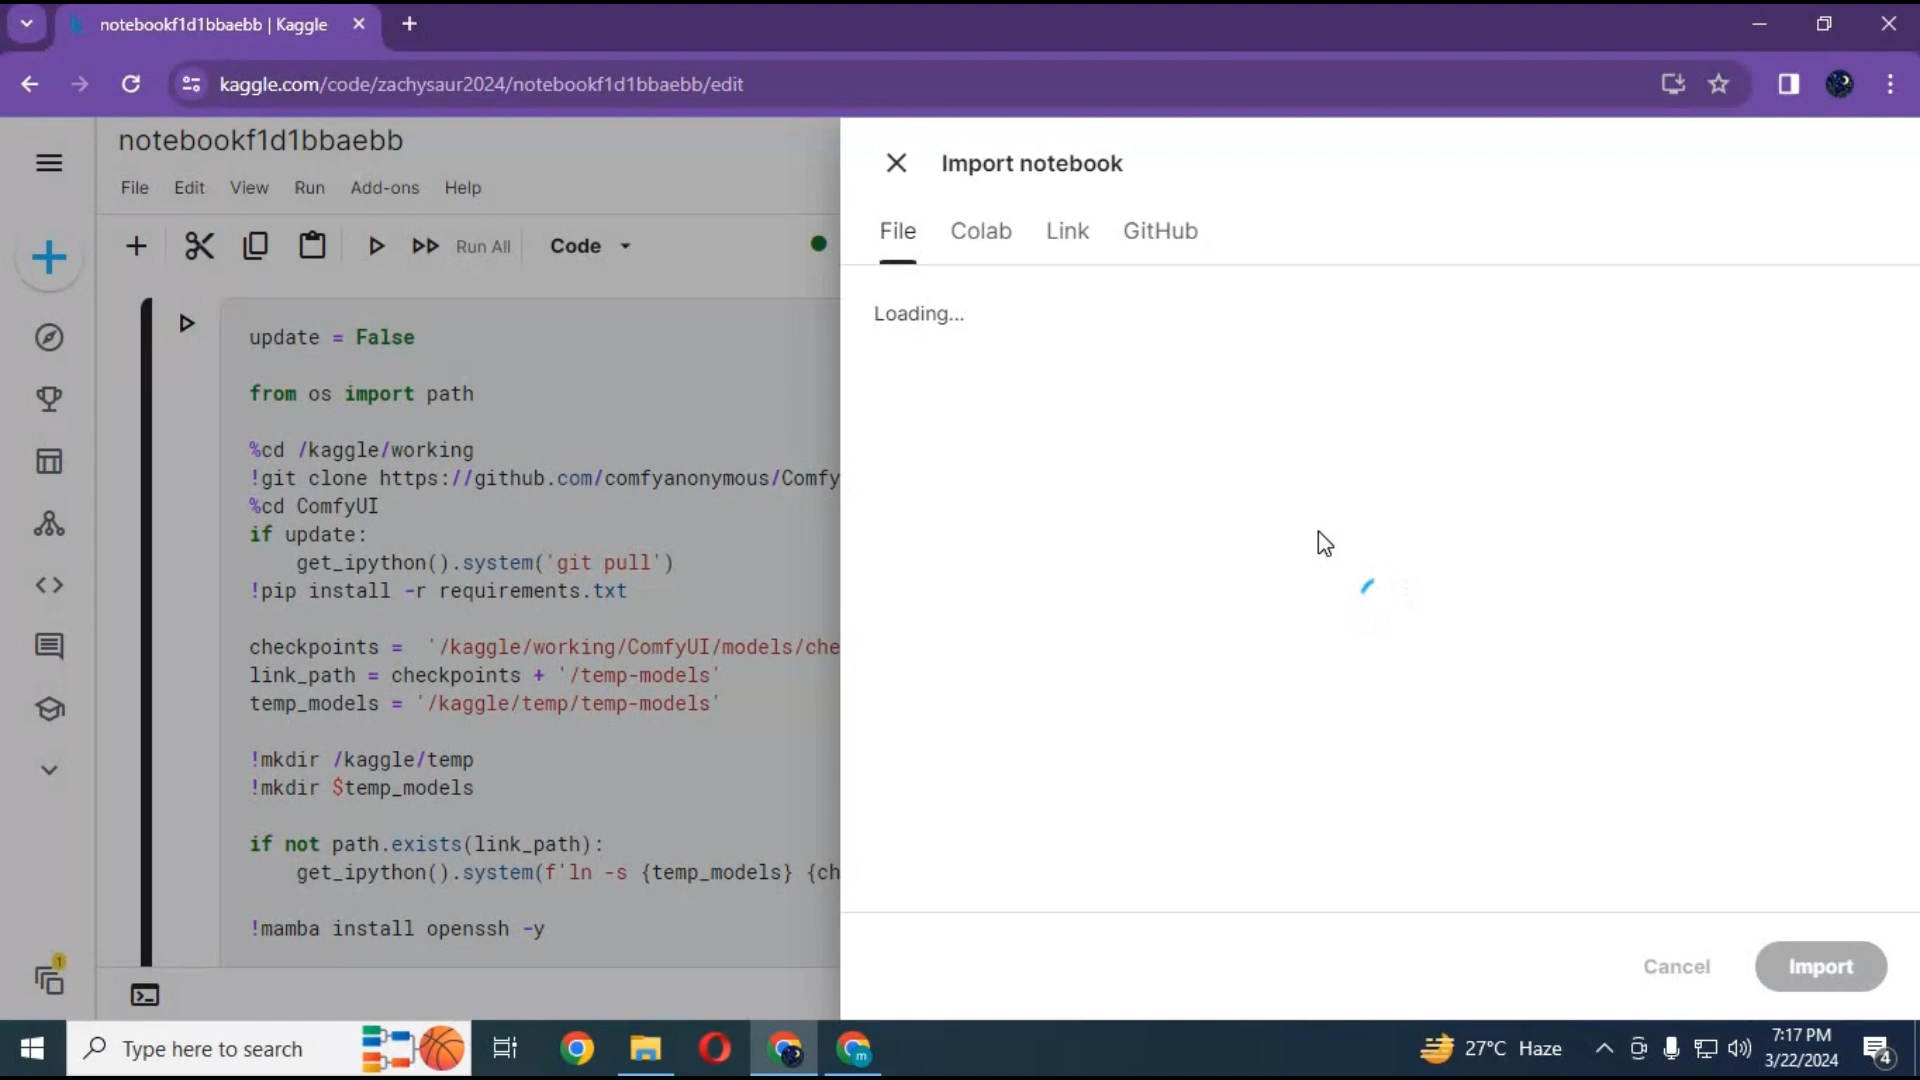 notebookf1d1bbaebb | Kaggle
kaggle.com/code/zachysaur2024/notebookf1d1bbaebb/edit
notebookf1d1bbaebb
File Edit View Run Add-ons Help
Run All Code
update = False
from os import path
%cd /kaggle/working
!git clone https://github.com/comfyanonymous/Comfy
%cd ComfyUI
if update:
get_ipython().system('git pull')
!pip install -r requirements.txt
checkpoints = '/kaggle/working/ComfyUI/models/che
link_path = checkpoints + '/temp-models'
temp_models = '/kaggle/temp/temp-models'
!mkdir /kaggle/temp
!mkdir $temp_models
if not path.exists(link_path):
get_ipython().system(f'ln -s {temp_models} {ch
!mamba install openssh -y
1
Import notebook
File Colab Link GitHub
Loading...
Cancel Import
Type here to search
m
27°C Haze
7:17 PM
3/22/2024
4